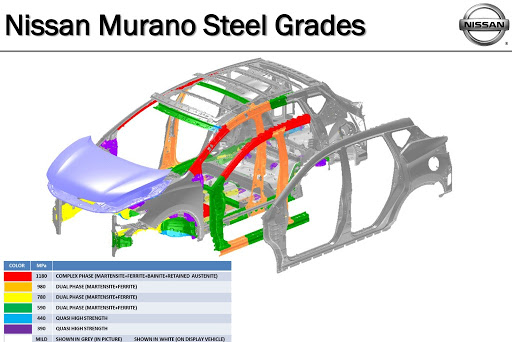 Nissan Murano Steel Grades
NISSAN
COLOR MPa
1180 COMPLEX PHASE (MARTENSITE+FERRITE+BAINITE+RETAINED AUSTENITE)
980 DUAL PHASE (MARTENSITE+FERRITE)
780 DUAL PHASE (MARTENSITE+FERRITE)
590 DUAL PHASE (MARTENSITE+FERRITE)
440 QUASI HIGH STRENGTH
390 QUASI HIGH STRENGTH
MILD SHOWN IN GREY (IN PICTURE) SHOWN IN WHITE (ON DISPLAY VEHICLE)